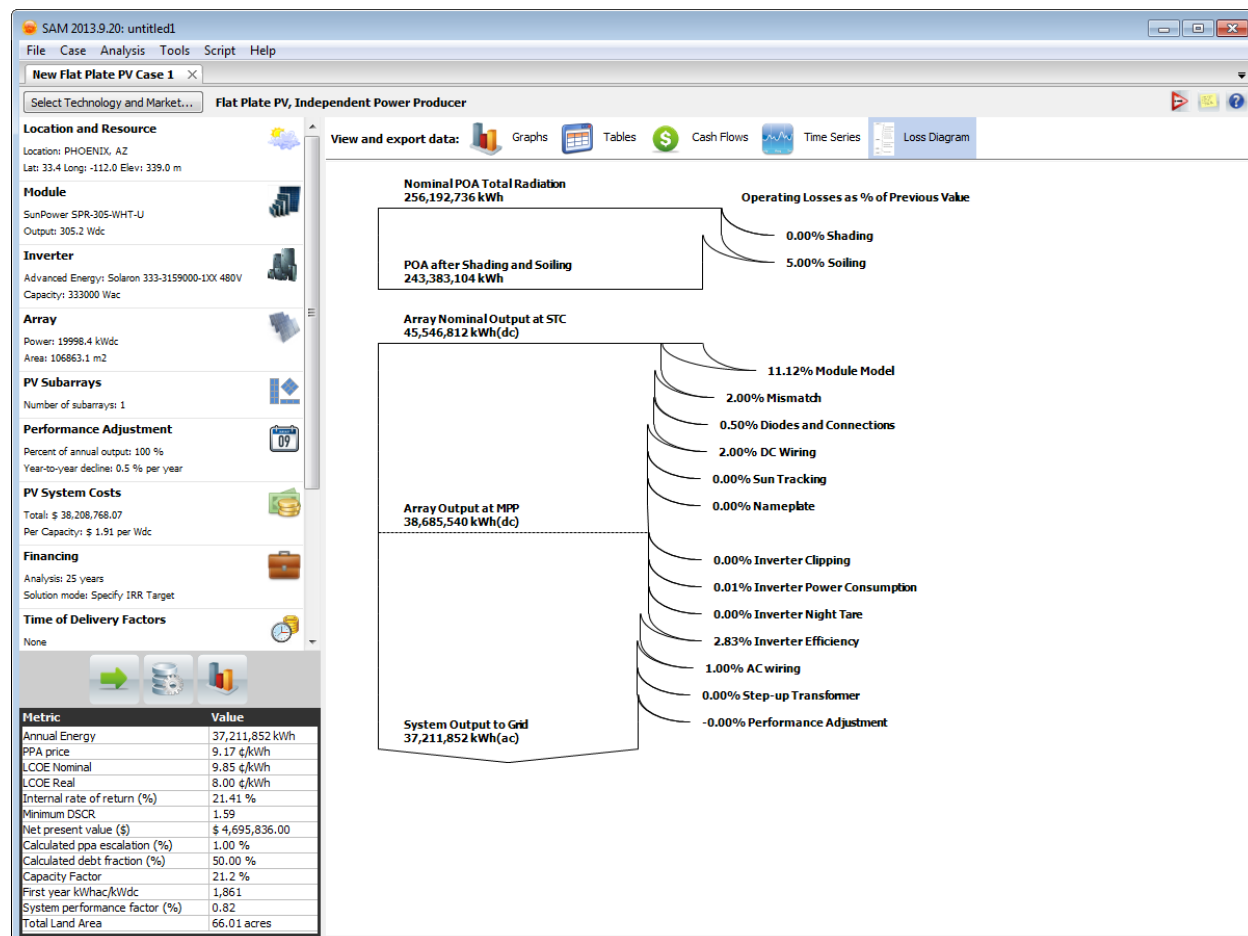 SAM 2013.9.20: untitled1
File Case Analysis Tools Script Help
New Flat Plate PV Case 1
Select Technology and Market... Flat Plate PV, Independent Power Producer
Location and Resource
Location: PHOENIX, AZ
Lat: 33.4 Long: -112.0 Elev: 339.0 m
Module
SunPower SPR-305-WHT-U
Output: 305.2 Wdc
Inverter
Advanced Energy: Solaron 333-3159000-1XX 480V
Capacity: 333000 Wac
Array
Power: 19998.4 kWdc
Area: 106863.1 m2
PV Subarrays
Number of subarrays: 1
Performance Adjustment
Percent of annual output: 100 %
Year-to-year decline: 0.5 % per year
09
PV System Costs
Total: $ 38,208,768.07
Per Capacity: $ 1.91 per Wdc
Financing
Analysis: 25 years
Solution mode: Specify IRR Target
Time of Delivery Factors
None
Metric Value
Annual Energy 37,211,852 kWh
PPA price 9.17 ¢/kWh
LCOE Nominal 9.85 ¢/kWh
LCOE Real 8.00 ¢/kWh
Internal rate of return (%) 21.41 %
Minimum DSCR 1.59
Net present value ($) $ 4,695,836.00
Calculated ppa escalation (%) 1.00 %
Calculated debt fraction (%) 50.00 %
Capacity Factor 21.2 %
First year kWhac/kWdc 1,861
System performance factor (%) 0.82
Total Land Area 66.01 acres
View and export data: Graphs Tables Cash Flows Time Series Loss Diagram
Nominal POA Total Radiation
256,192,736 kWh
Operating Losses as % of Previous Value
0.00% Shading
5.00% Soiling
POA after Shading and Soiling
243,383,104 kWh
Array Nominal Output at STC
45,546,812 kWh(dc)
11.12% Module Model
2.00% Mismatch
0.50% Diodes and Connections
2.00% DC Wiring
0.00% Sun Tracking
0.00% Nameplate
Array Output at MPP
38,685,540 kWh(dc)
0.00% Inverter Clipping
0.01% Inverter Power Consumption
0.00% Inverter Night Tare
2.83% Inverter Efficiency
1.00% AC wiring
0.00% Step-up Transformer
-0.00% Performance Adjustment
System Output to Grid
37,211,852 kWh(ac)